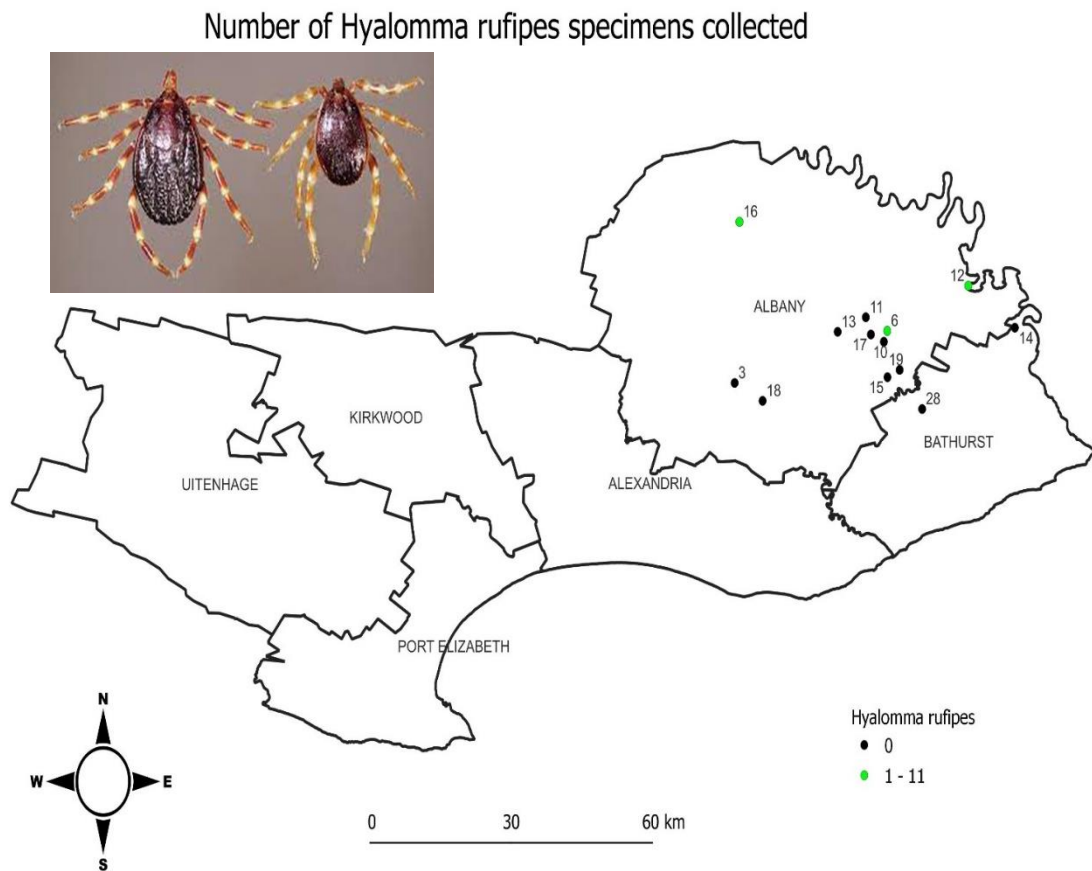 Number of Hyalomma rufipes specimens collected
16
12
ALBANY
11
13
6
17
10
14
19
3
15
18
28
KIRKWOOD
BATHURST
UITENHAGE
ALEXANDRIA
PORT ELIZABETH
N
W
E
S
Hyalomma rufipes
0
1 - 11
0 30 60 km